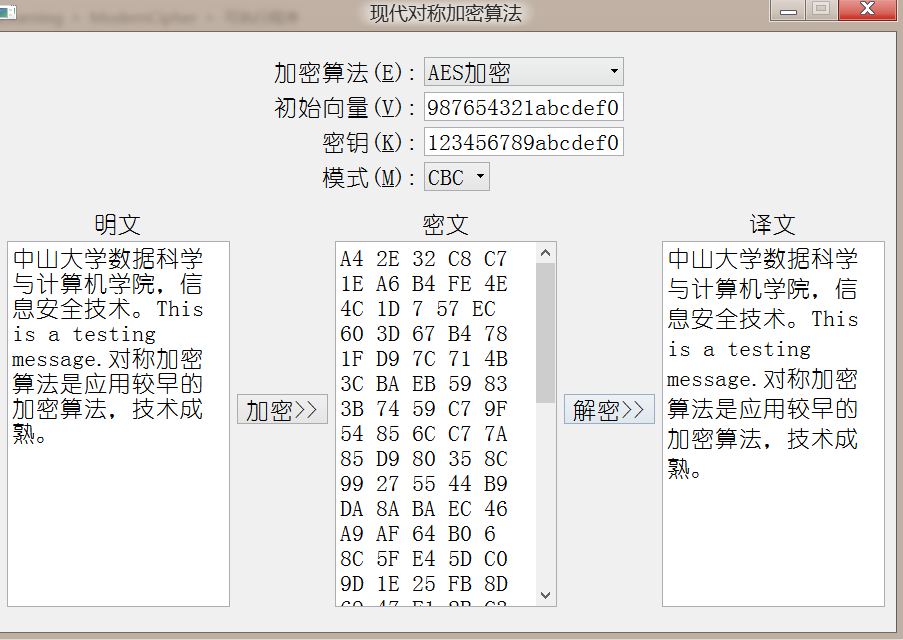 现代对称加密算法
加密算法(E): AES加密
初始向量(V): 987654321abcdef0
密钥(K): 123456789abcdef0
模式(M): CBC
明文
中山大学数据科学
与计算机学院，信
息安全技术。This
is a testing
message.对称加密
算法是应用较早的
加密算法，技术成
熟。
加密>>
密文
A4 2E 32 C8 C7
1E A6 B4 FE 4E
4C 1D 7 57 EC
60 3D 67 B4 78
1F D9 7C 71 4B
3C BA EB 59 83
3B 74 59 C7 9F
54 85 6C C7 7A
85 D9 80 35 8C
99 27 55 44 B9
DA 8A BA EC 46
A9 AF 64 B0 6
8C 5F E4 5D C0
9D 1E 25 FB 8D
解密>>
译文
中山大学数据科学
与计算机学院，信
息安全技术。This
is a testing
message.对称加密
算法是应用较早的
加密算法，技术成
熟。